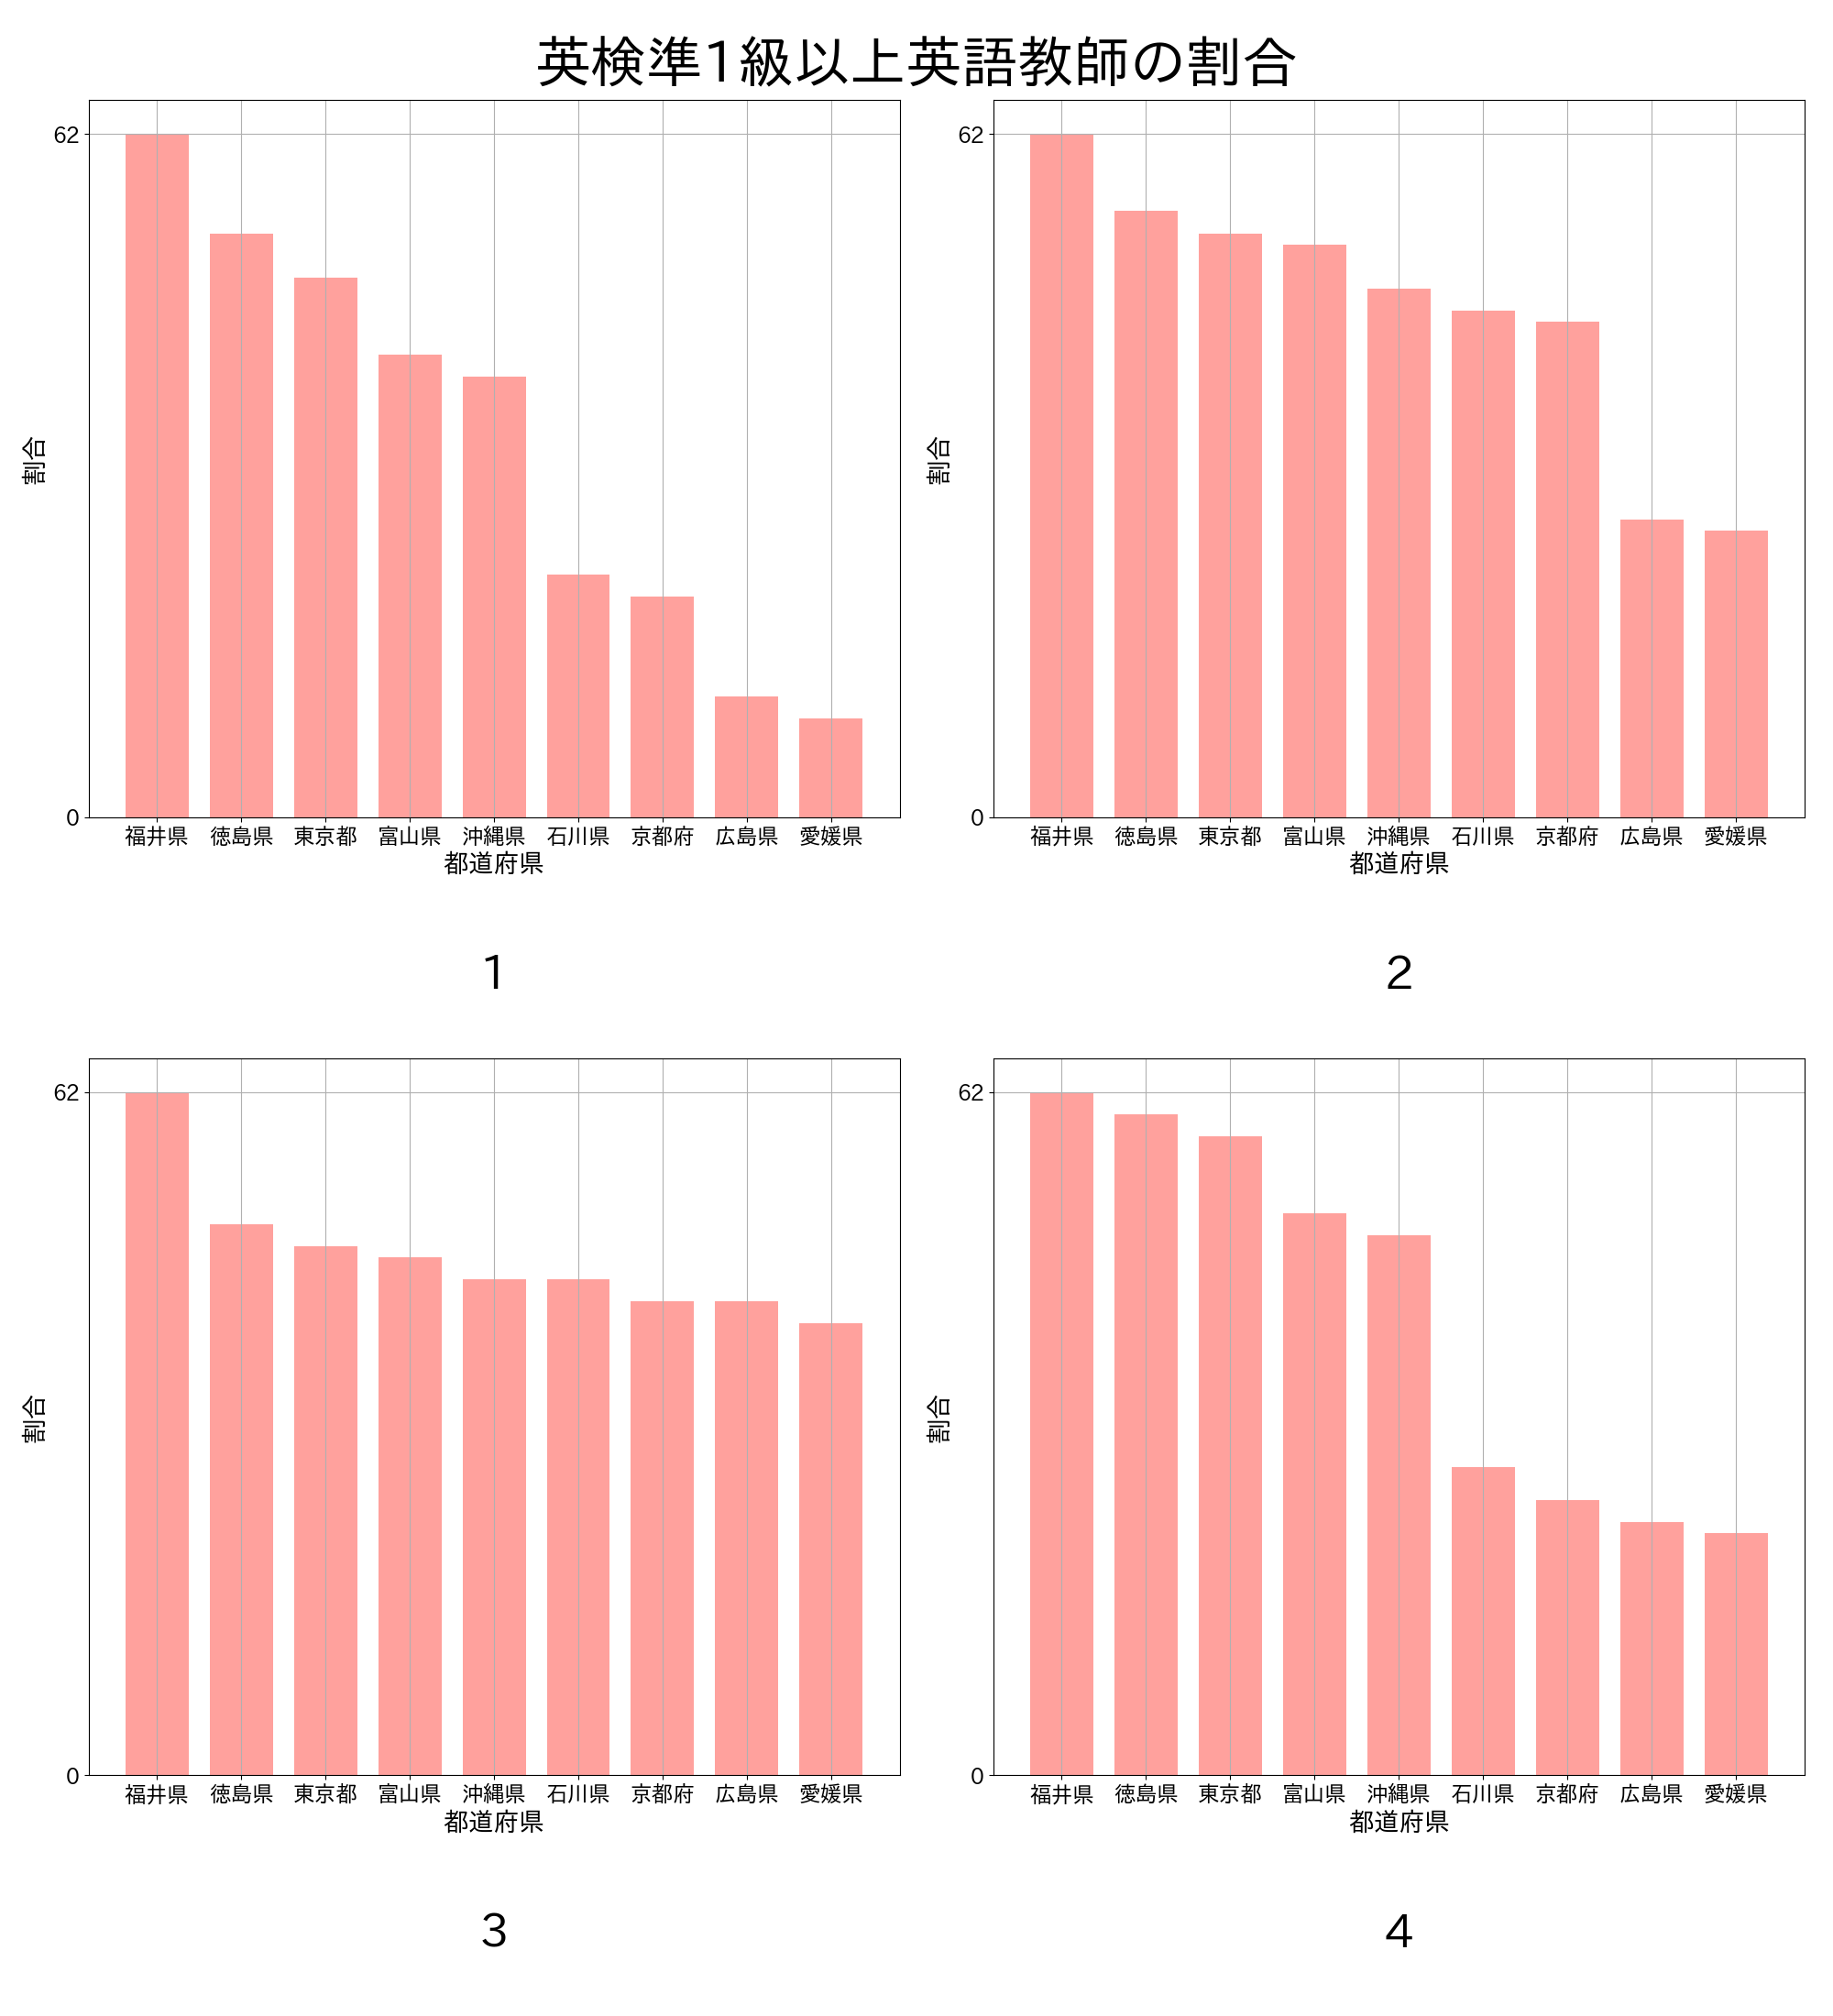 英検準1級以上英語教師の割合
62
0
割合
福井県 徳島県 東京都 富山県 沖縄県 石川県 京都府 広島県 愛媛県
都道府県
1
62
0
割合
福井県 徳島県 東京都 富山県 沖縄県 石川県 京都府 広島県 愛媛県
都道府県
2
62
0
割合
福井県 徳島県 東京都 富山県 沖縄県 石川県 京都府 広島県 愛媛県
都道府県
3
62
0
割合
福井県 徳島県 東京都 富山県 沖縄県 石川県 京都府 広島県 愛媛県
都道府県
4